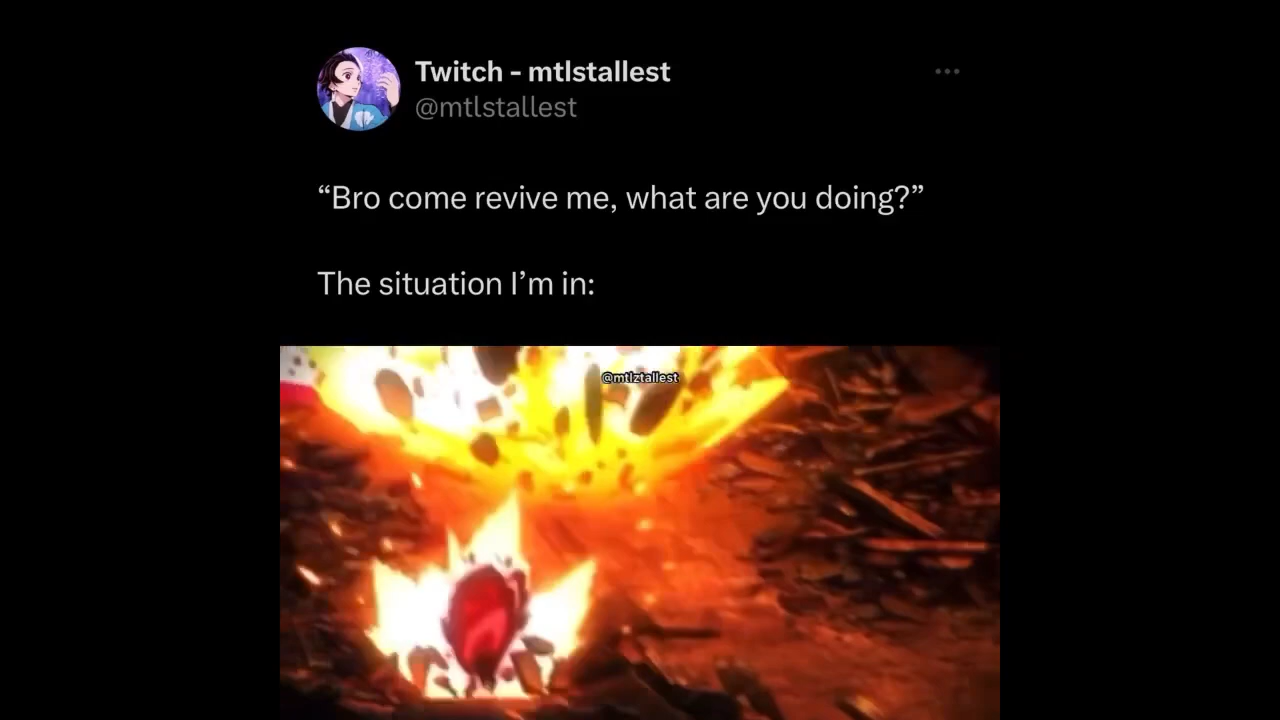 Twitch - mtlstallest
@mtlstallest
“Bro come revive me, what are you doing?”
The situation I’m in:
@mtlztallest